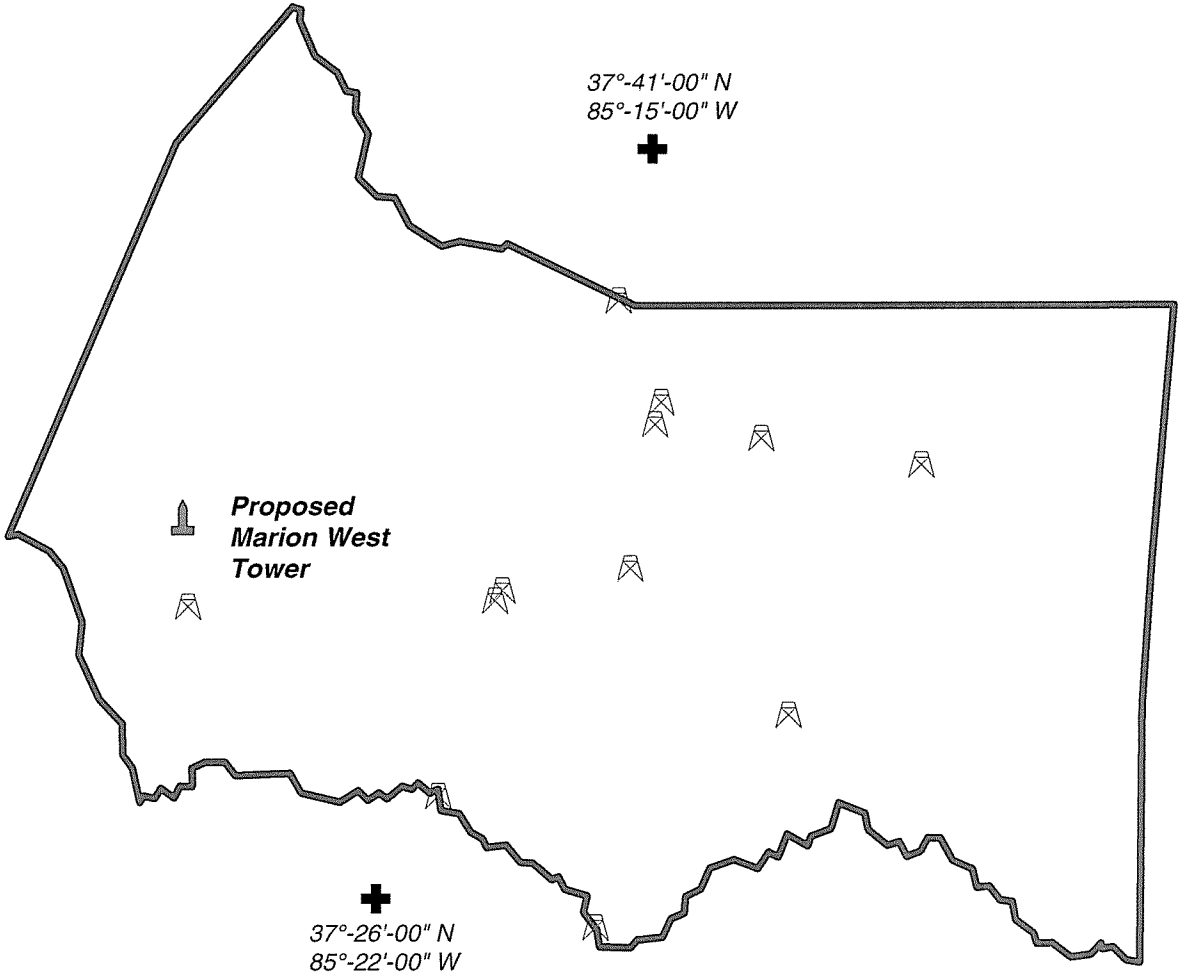 37°-41'-00" N
85°-15'-00" W
Proposed
Marion West
Tower
37°-26'-00" N
85°-22'-00" W